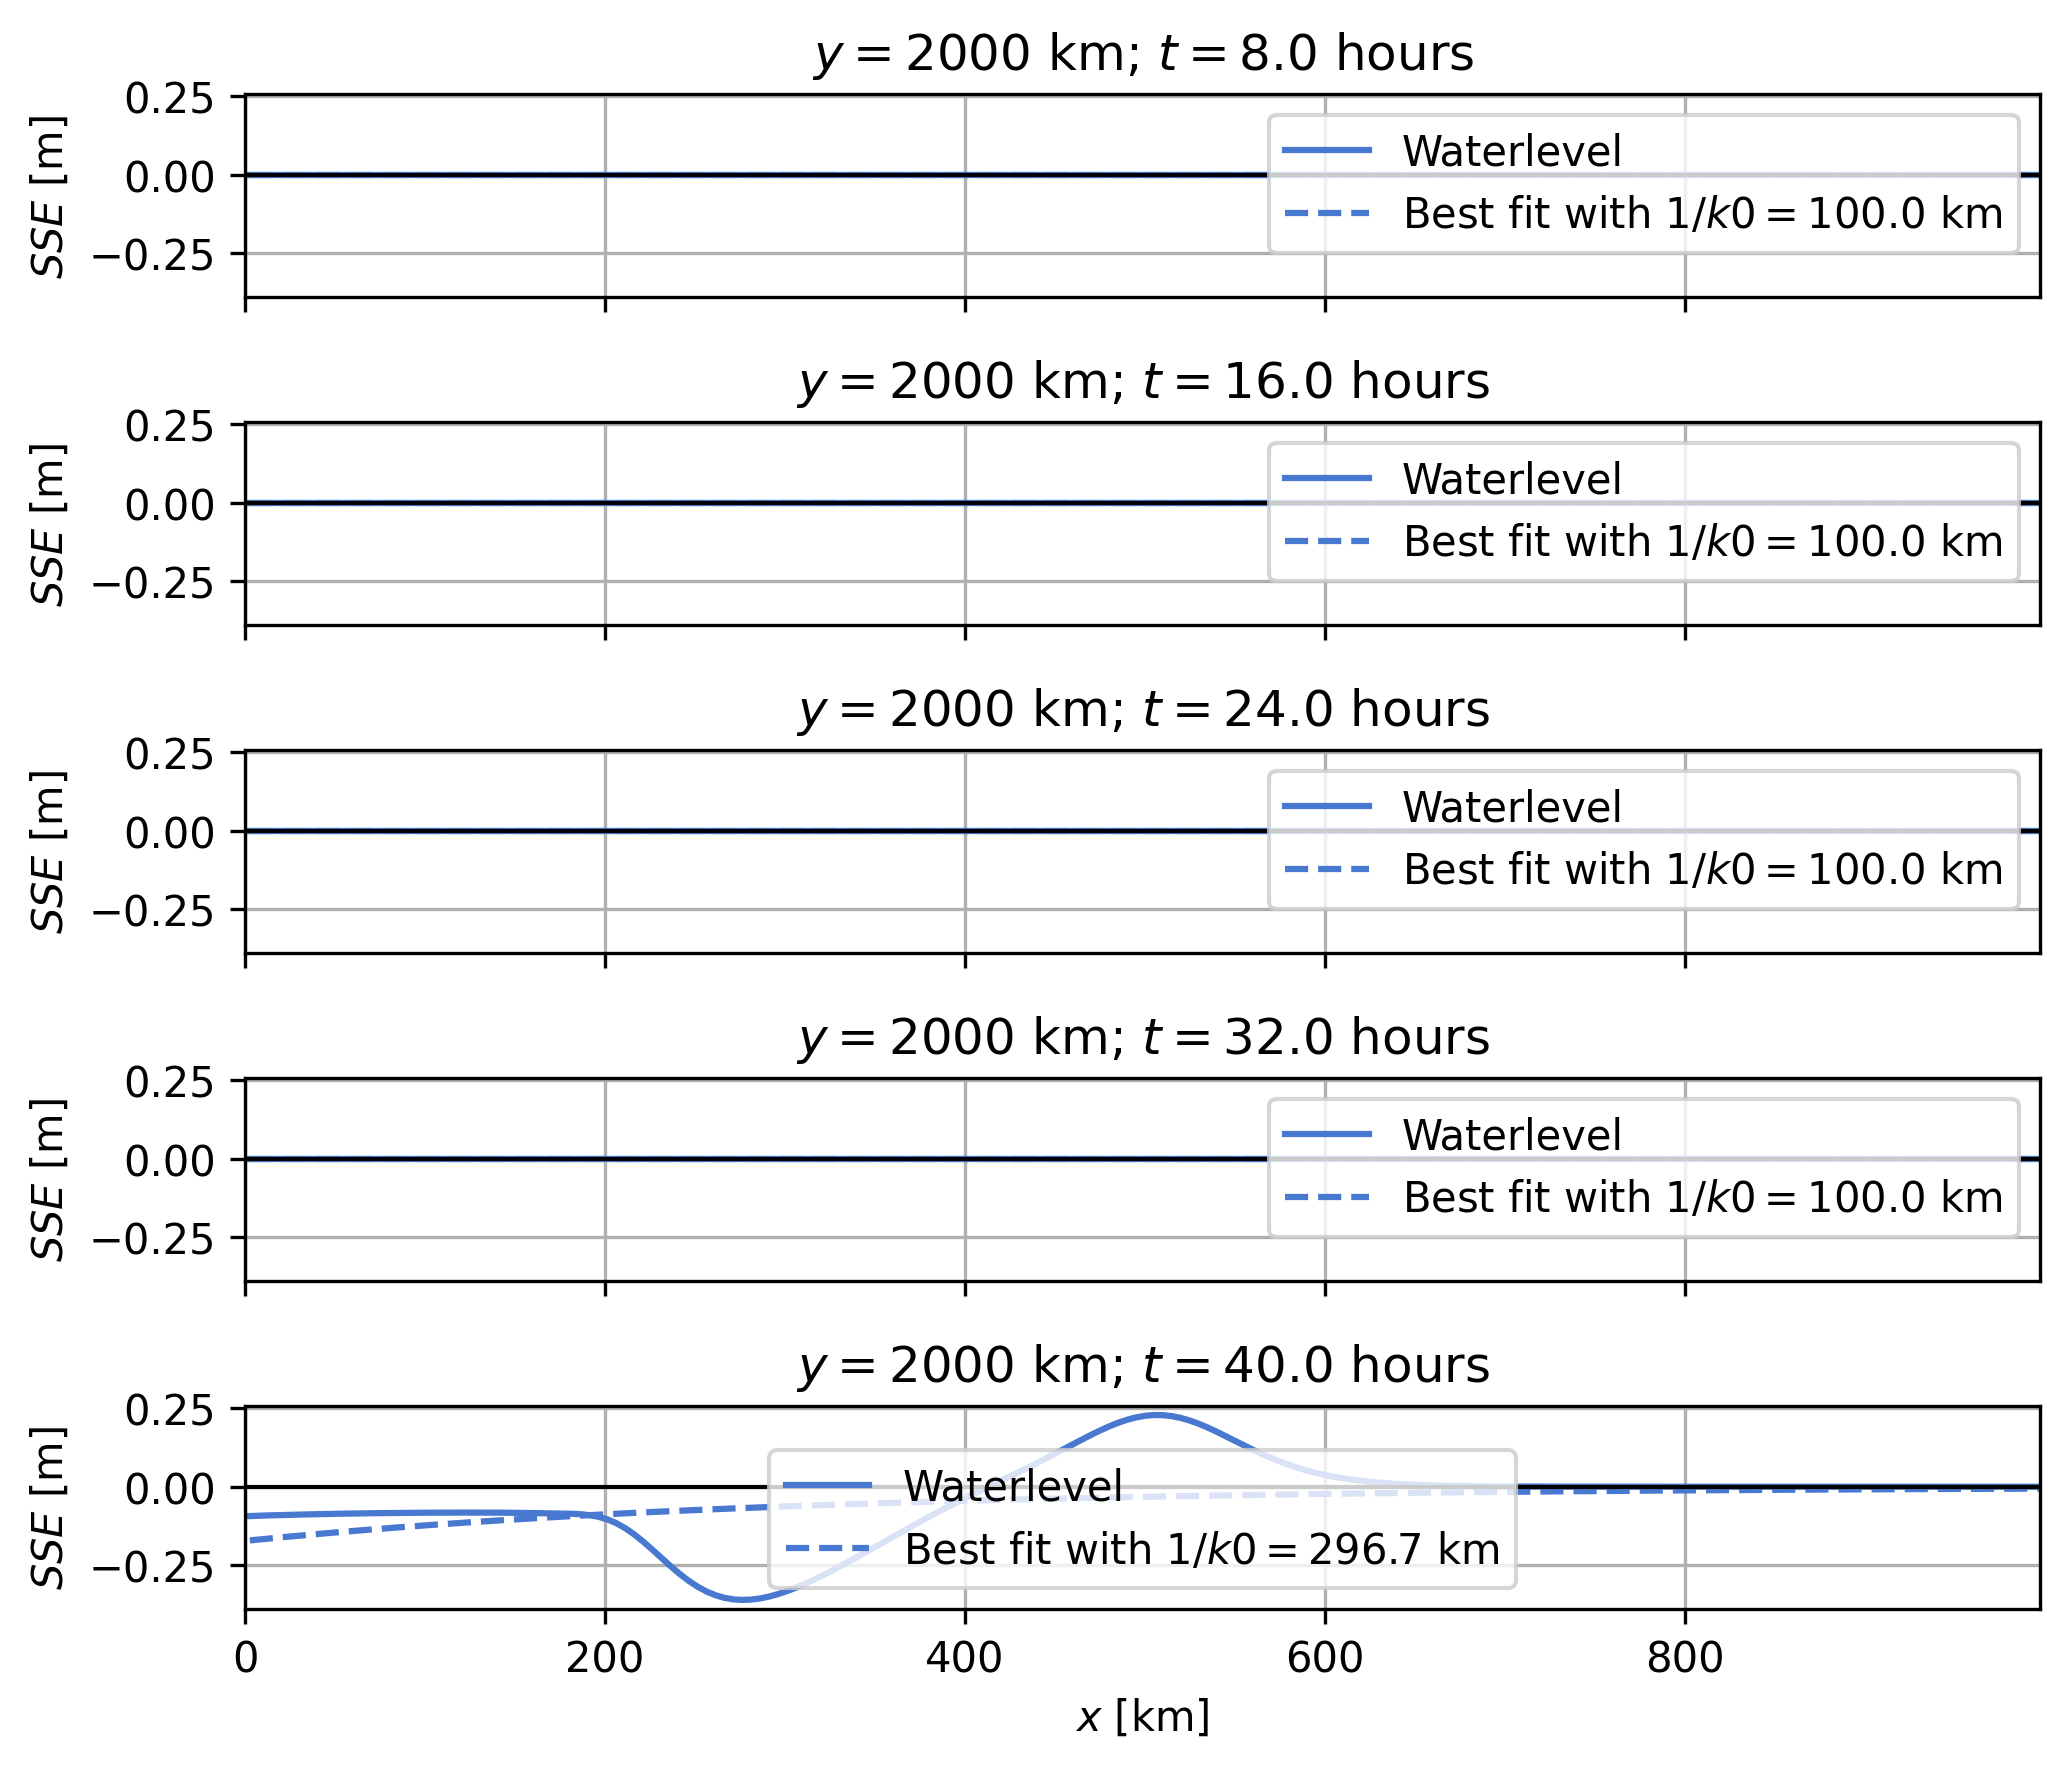 y = 2000 km; t = 8.0 hours
0.25
0.00
−0.25
SSE [m]
Waterlevel
Best fit with 1/k0 = 100.0 km
y = 2000 km; t = 16.0 hours
0.25
0.00
−0.25
SSE [m]
Waterlevel
Best fit with 1/k0 = 100.0 km
y = 2000 km; t = 24.0 hours
0.25
0.00
−0.25
SSE [m]
Waterlevel
Best fit with 1/k0 = 100.0 km
y = 2000 km; t = 32.0 hours
0.25
0.00
−0.25
SSE [m]
Waterlevel
Best fit with 1/k0 = 100.0 km
y = 2000 km; t = 40.0 hours
0.25
0.00
−0.25
SSE [m]
Waterlevel
Best fit with 1/k0 = 296.7 km
0 200 400 600 800
x [km]